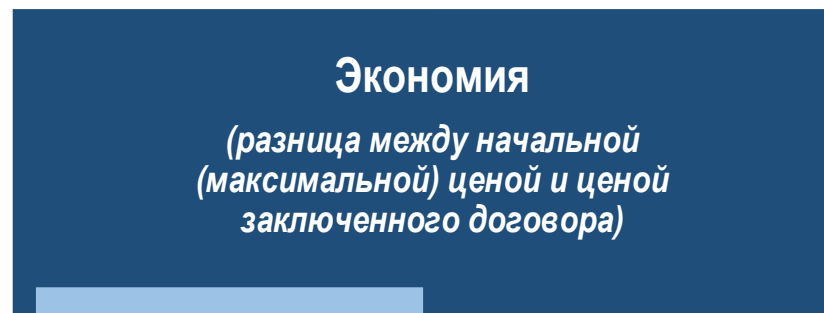 Экономия
(разница между начальной
(максимальной) ценой и ценой
заключенного договора)